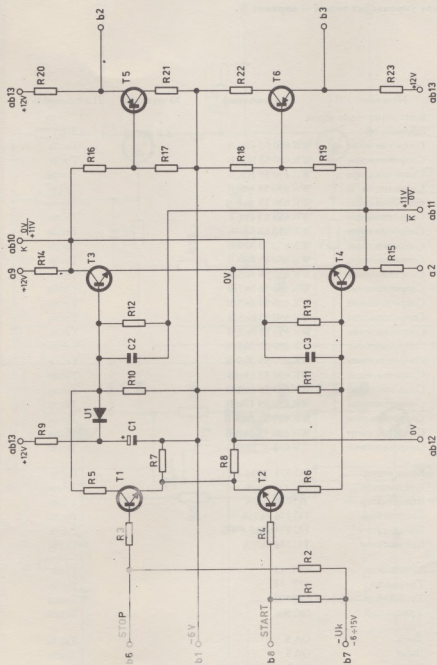 ab13
+12V
R20
b2
T5
R21
R22
T6
b3
R23
+12V
ab13
R16
R17
R18
R19
ab10
K 0V
+11V
+11V
0V
K
ab11
a9
+12V
R14
T3
0V
T4
R15
a2
R12
C2
R13
C3
R10
R11
U1
ab13
+12V
R9
+
C1
R7
R8
0V
ab12
R5
T1
T2
R6
R3
R4
R2
R1
STOP
b6
-6V
b1
START
b8
-Uk
-6÷15V
b7